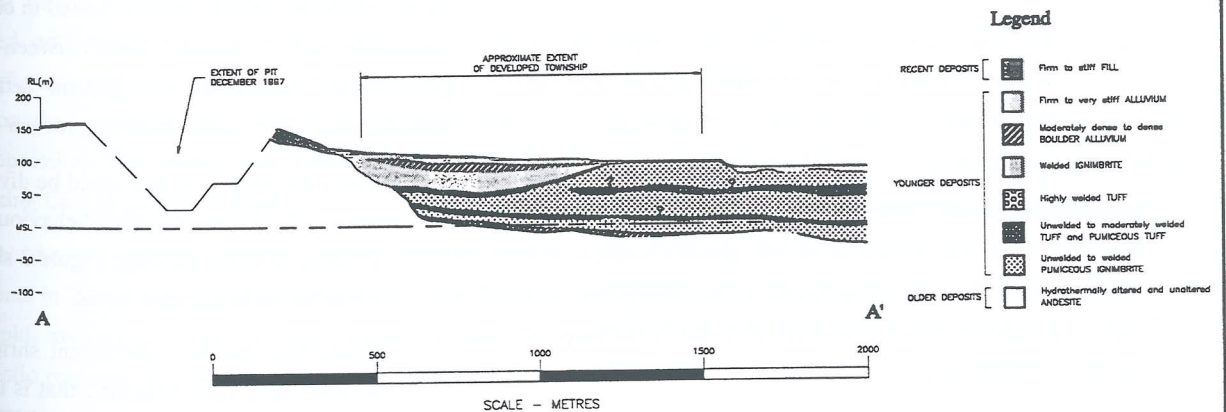 Legend
RECENT DEPOSITS
Firm to stiff FILL
YOUNGER DEPOSITS
Firm to very stiff ALLUVIUM
Moderately dense to dense
BOULDER ALLUVIUM
Welded IGNIMBRITE
Highly welded TUFF
Unwelded to moderately welded
TUFF and PUMICEOUS TUFF
Unwelded to welded
PUMICEOUS IGNIMBRITE
OLDER DEPOSITS
Hydrothermally altered and unaltered
ANDESITE
EXTENT OF PIT
DECEMBER 1997
APPROXIMATE EXTENT
OF DEVELOPED TOWNSHIP
RL(m)
200
150
100
50
MSL
-50
-100
A
A'
? ? ?
0 500 1000 1500 2000
SCALE - METRES